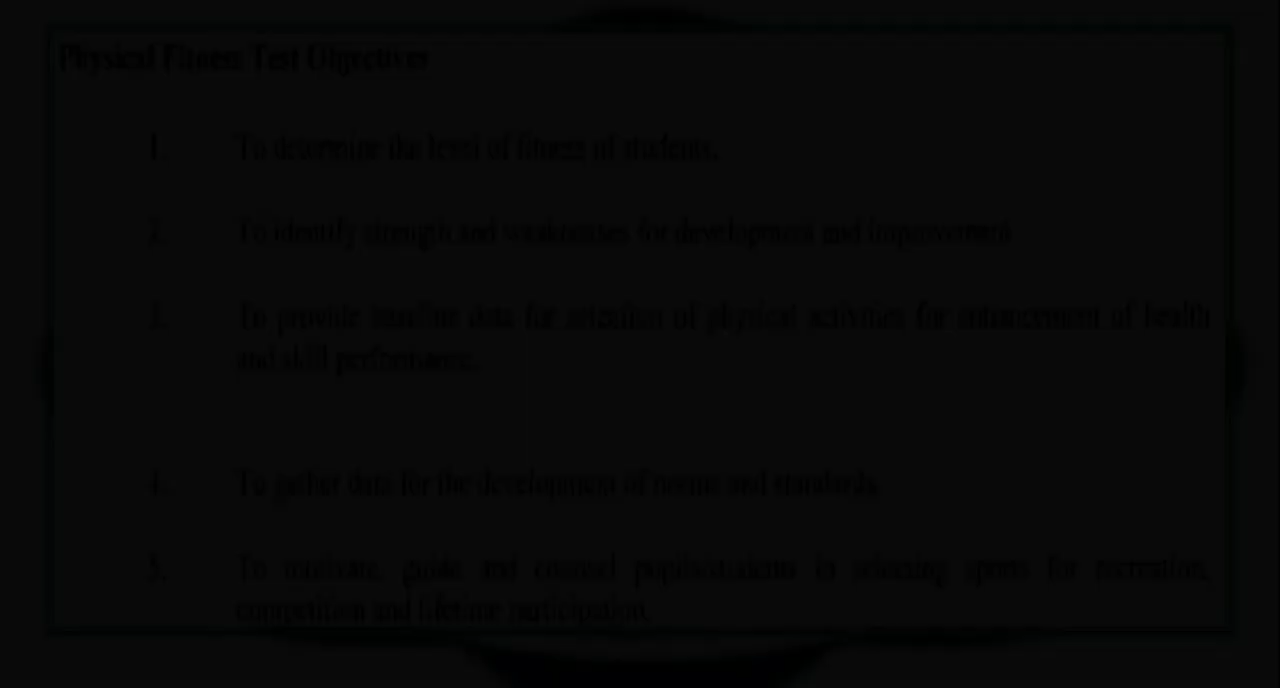 Physical Fitness Test Objectives
1. To determine the level of fitness of students.
2. To identify strength and weaknesses for development and improvement
3. To provide baseline data for selection of physical activities for enhancement of health
and skill performance.
4. To gather data for the development of norms and standards
5. To motivate, guide and counsel pupils/students in selecting sports for recreation,
competition and lifetime participation.